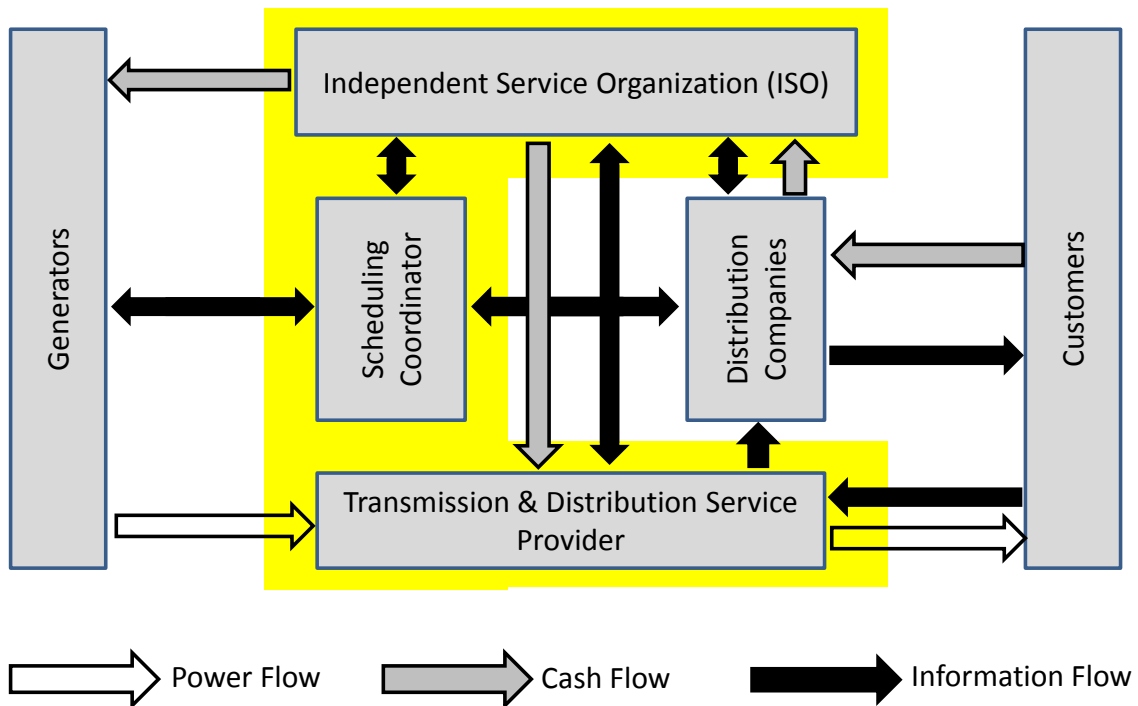 Independent Service Organization (ISO)
Generators
Scheduling
Coordinator
Distribution
Companies
Customers
Transmission & Distribution Service
Provider
Power Flow
Cash Flow
Information Flow